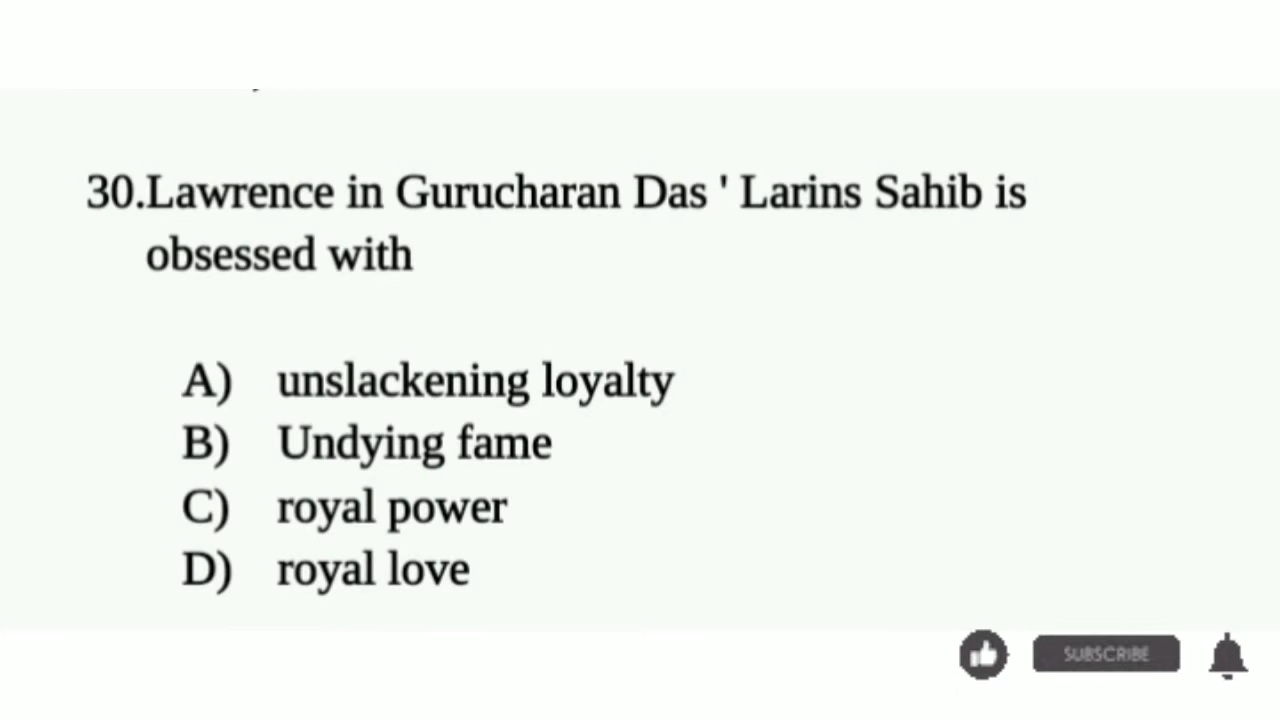 30.Lawrence in Gurucharan Das ' Larins Sahib is
obsessed with
A) unslackening loyalty
B) Undying fame
C) royal power
D) royal love
SUBSCRIBE